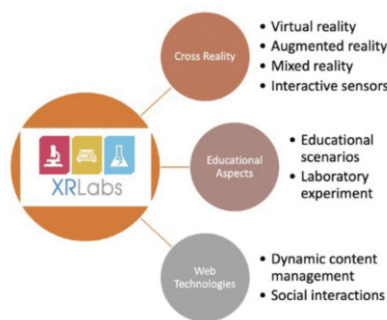 XRLabs
Cross Reality
• Virtual reality
• Augmented reality
• Mixed reality
• Interactive sensors
Educational
Aspects
• Educational
scenarios
• Laboratory
experiment
Web
Technologies
• Dynamic content
management
• Social interactions